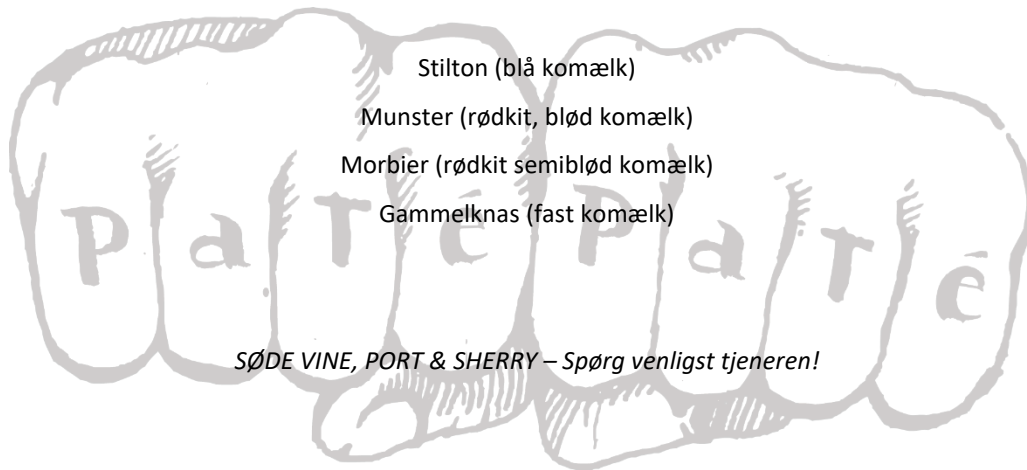 Stilton (blå komælk)
Munster (rødkit, blød komælk)
Morbier (rødkit semiblød komælk)
Gammelknas (fast komælk)
PaTé PaTé
SØDE VINE, PORT & SHERRY – Spørg venligst tjeneren!